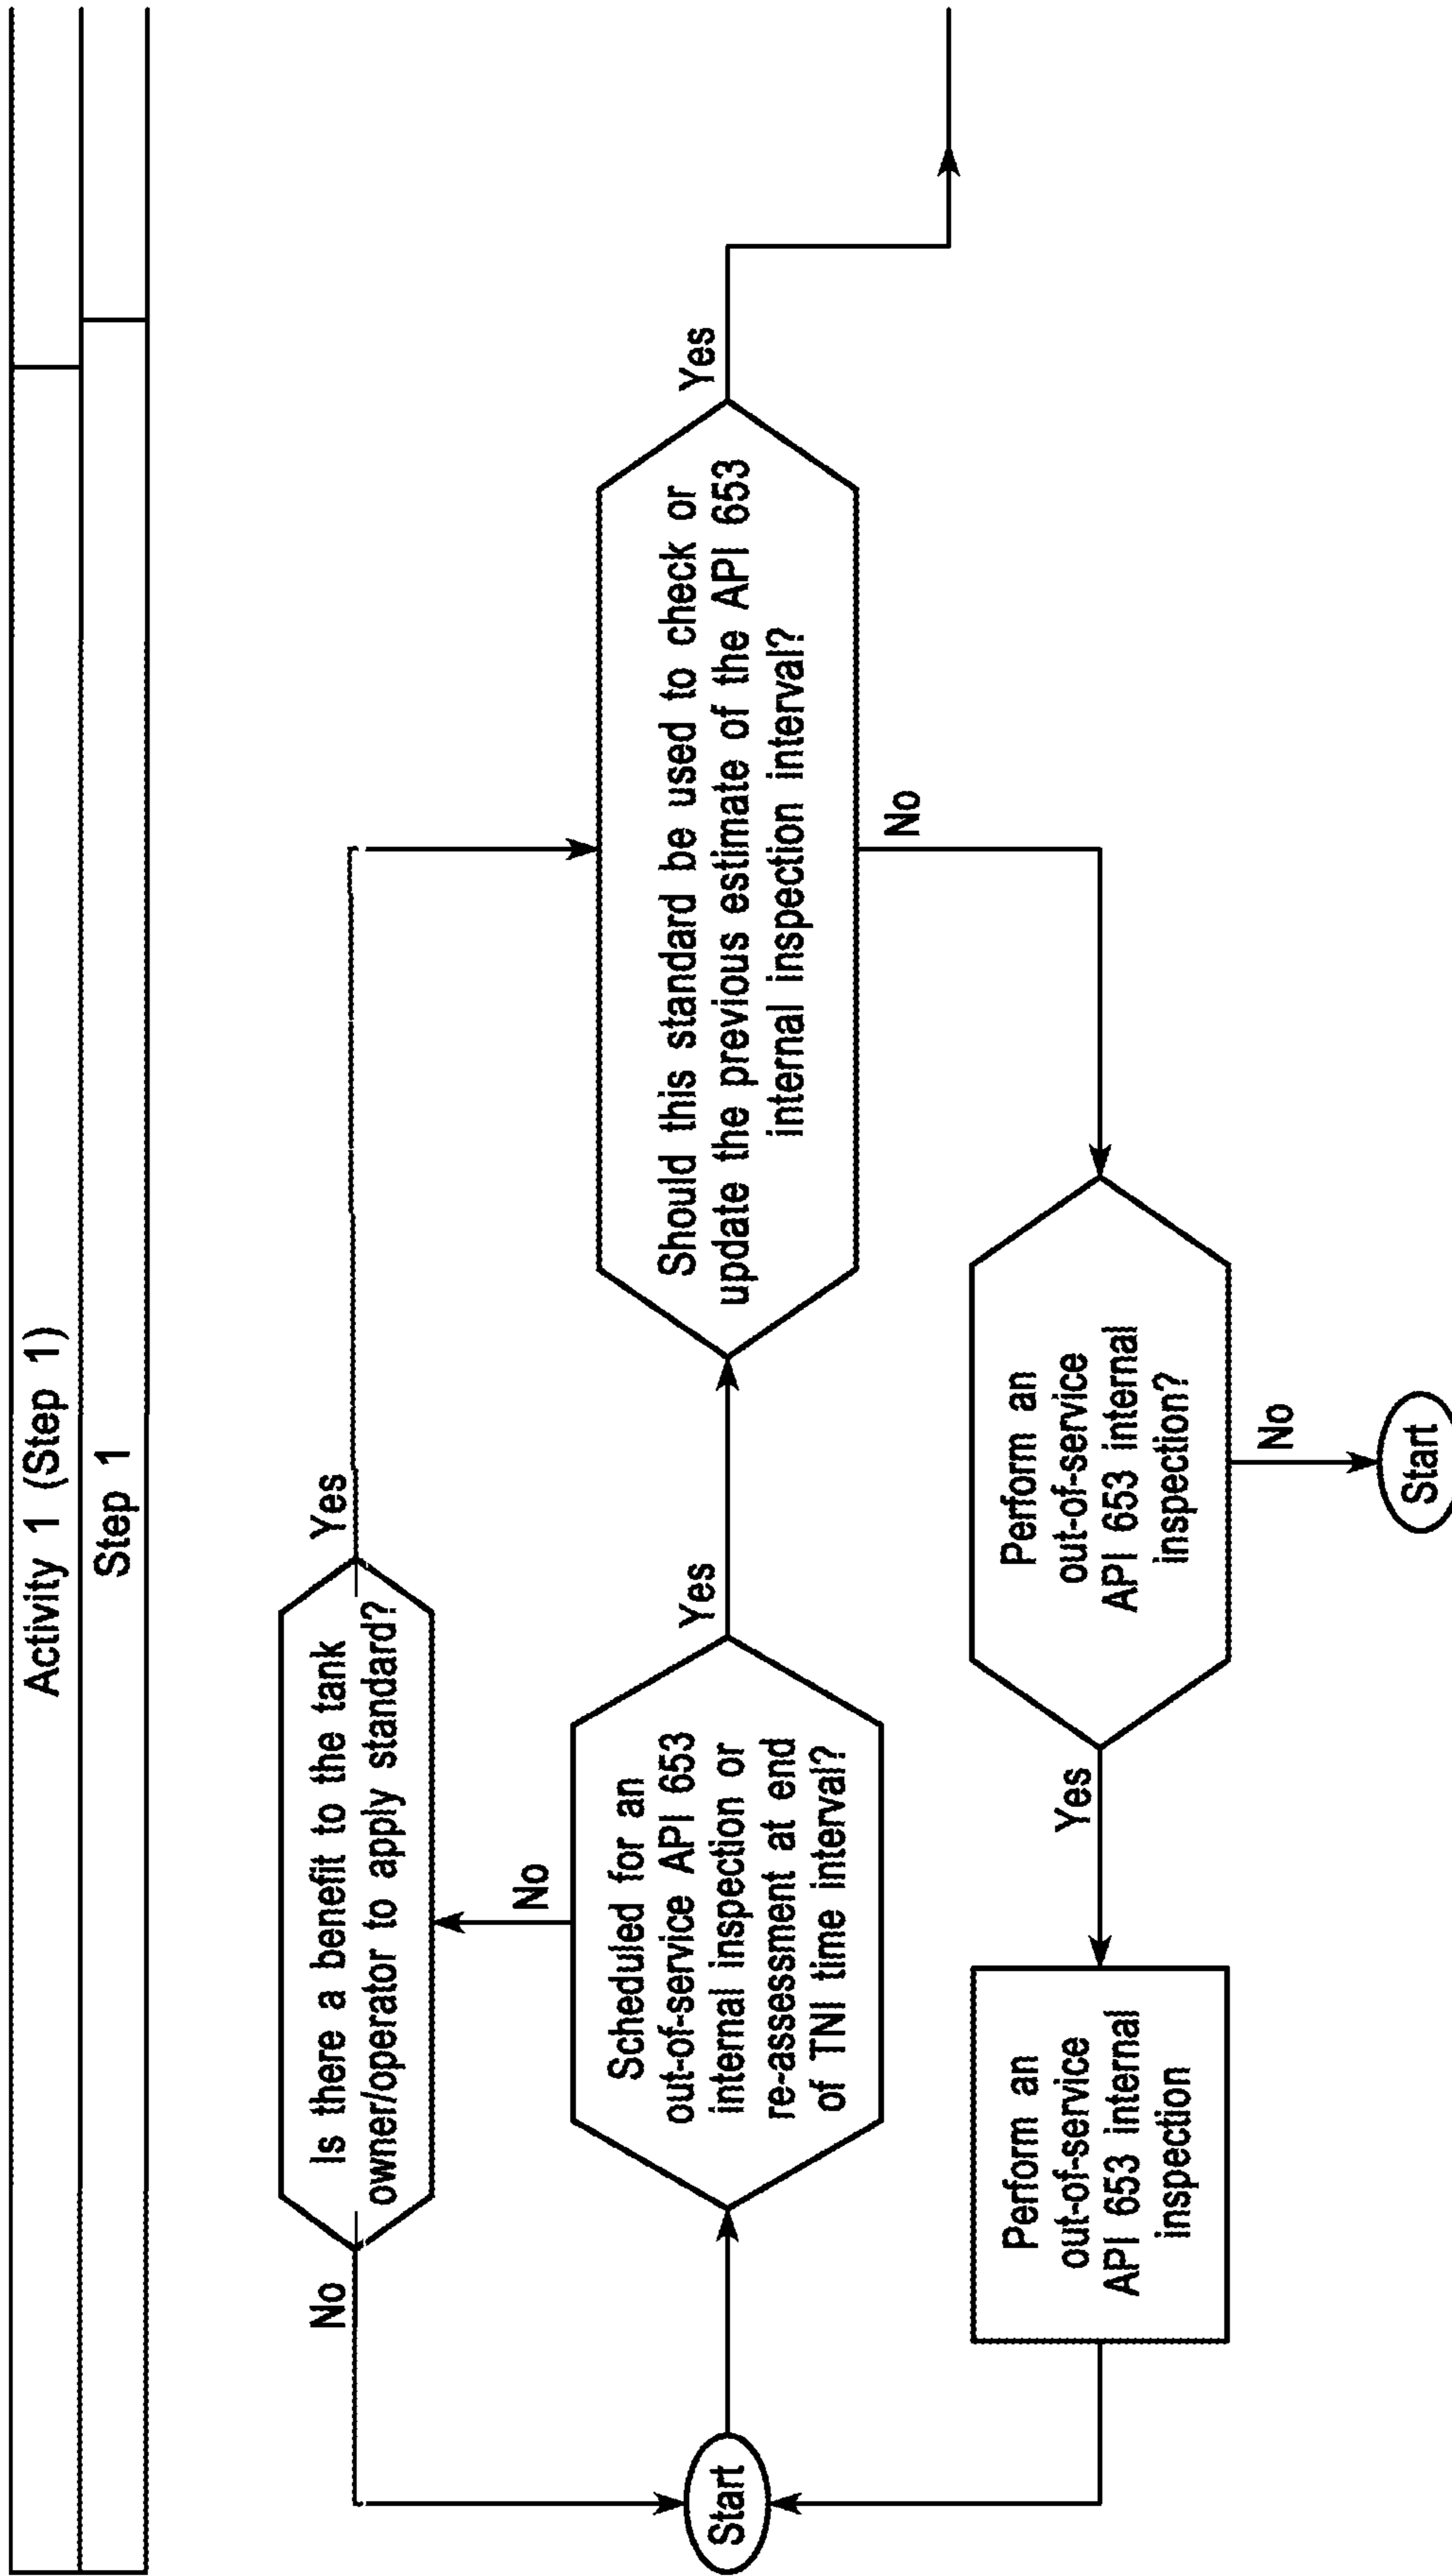 Activity 1 (Step 1)
Step 1
No
Is there a benefit to the tank
owner/operator to apply standard?
Yes
No
Start
Scheduled for an
out-of-service API 653
internal inspection or
re-assessment at end
of TNI time interval?
Yes
Should this standard be used to check or
update the previous estimate of the API 653
internal inspection interval?
Yes
No
Perform an
out-of-service
API 653 internal
inspection
Yes
Perform an
out-of-service
API 653 internal
inspection?
No
Start